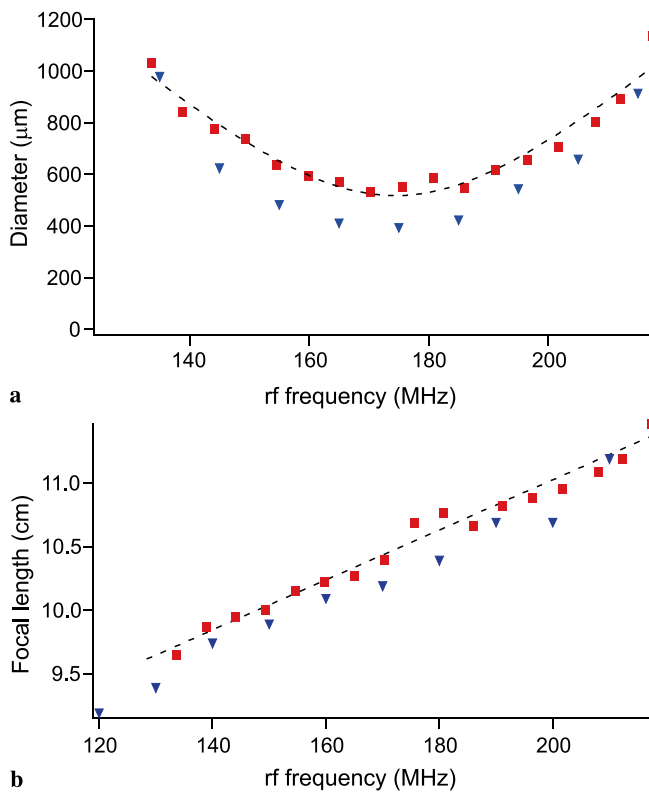 1200
1000
800
600
400
200
0
Diameter (μm)
140 160 180 200
rf frequency (MHz)
a
11.0
10.5
10.0
9.5
Focal length (cm)
120 140 160 180 200
rf frequency (MHz)
b